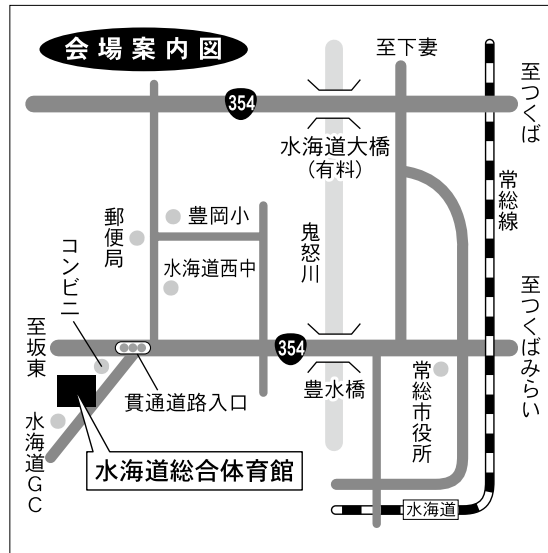 会場案内図
至下妻
354
至つくば
水海道大橋
(有料)
常総線
豊岡小
郵便局
鬼怒川
コンビニ
水海道西中
至つくばみらい
至坂東
354
貫通道路入口
豊水橋
常総市役所
水海道GC
水海道総合体育館
水海道